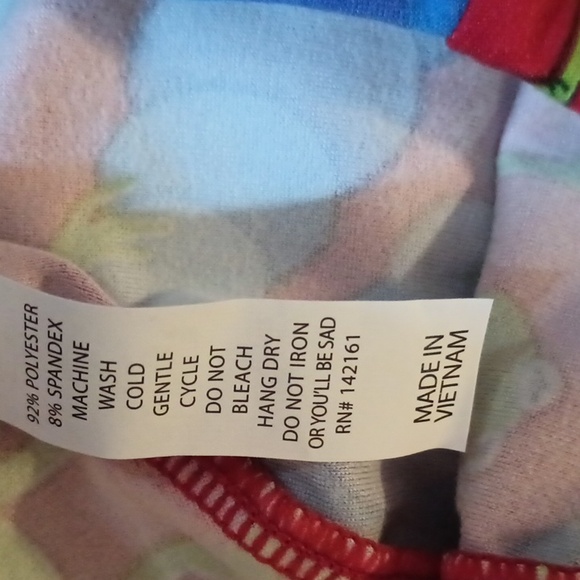 92% POLYESTER
8% SPANDEX
MACHINE
WASH
COLD
GENTLE
CYCLE
DO NOT
BLEACH
HANG DRY
DO NOT IRON
OR YOU'LL BE SAD
RN# 142161
MADE IN
VIETNAM